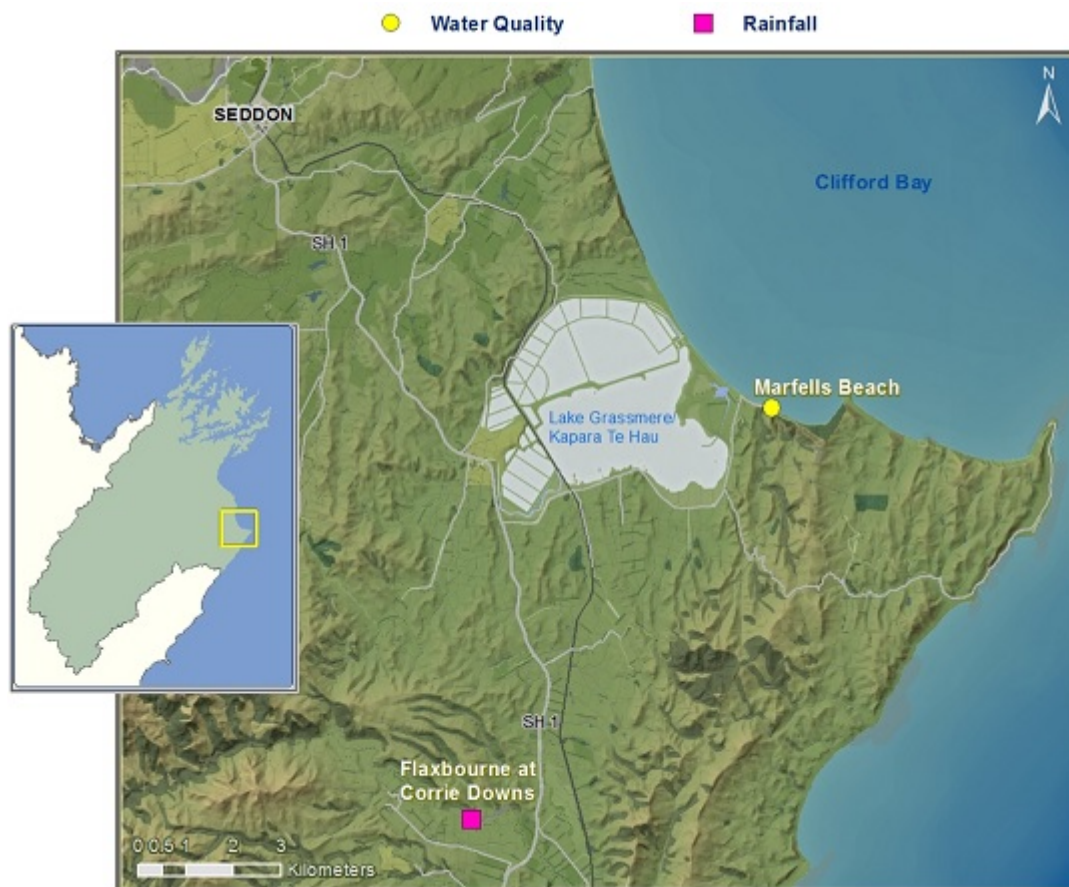 Water Quality
Rainfall
N
SEDDON
Clifford Bay
SH 1
Marfells Beach
Lake Grassmere/
Kapara Te Hau
SH 1
Flaxbourne at
Corrie Downs
0 0.5 1 2 3
Kilometers